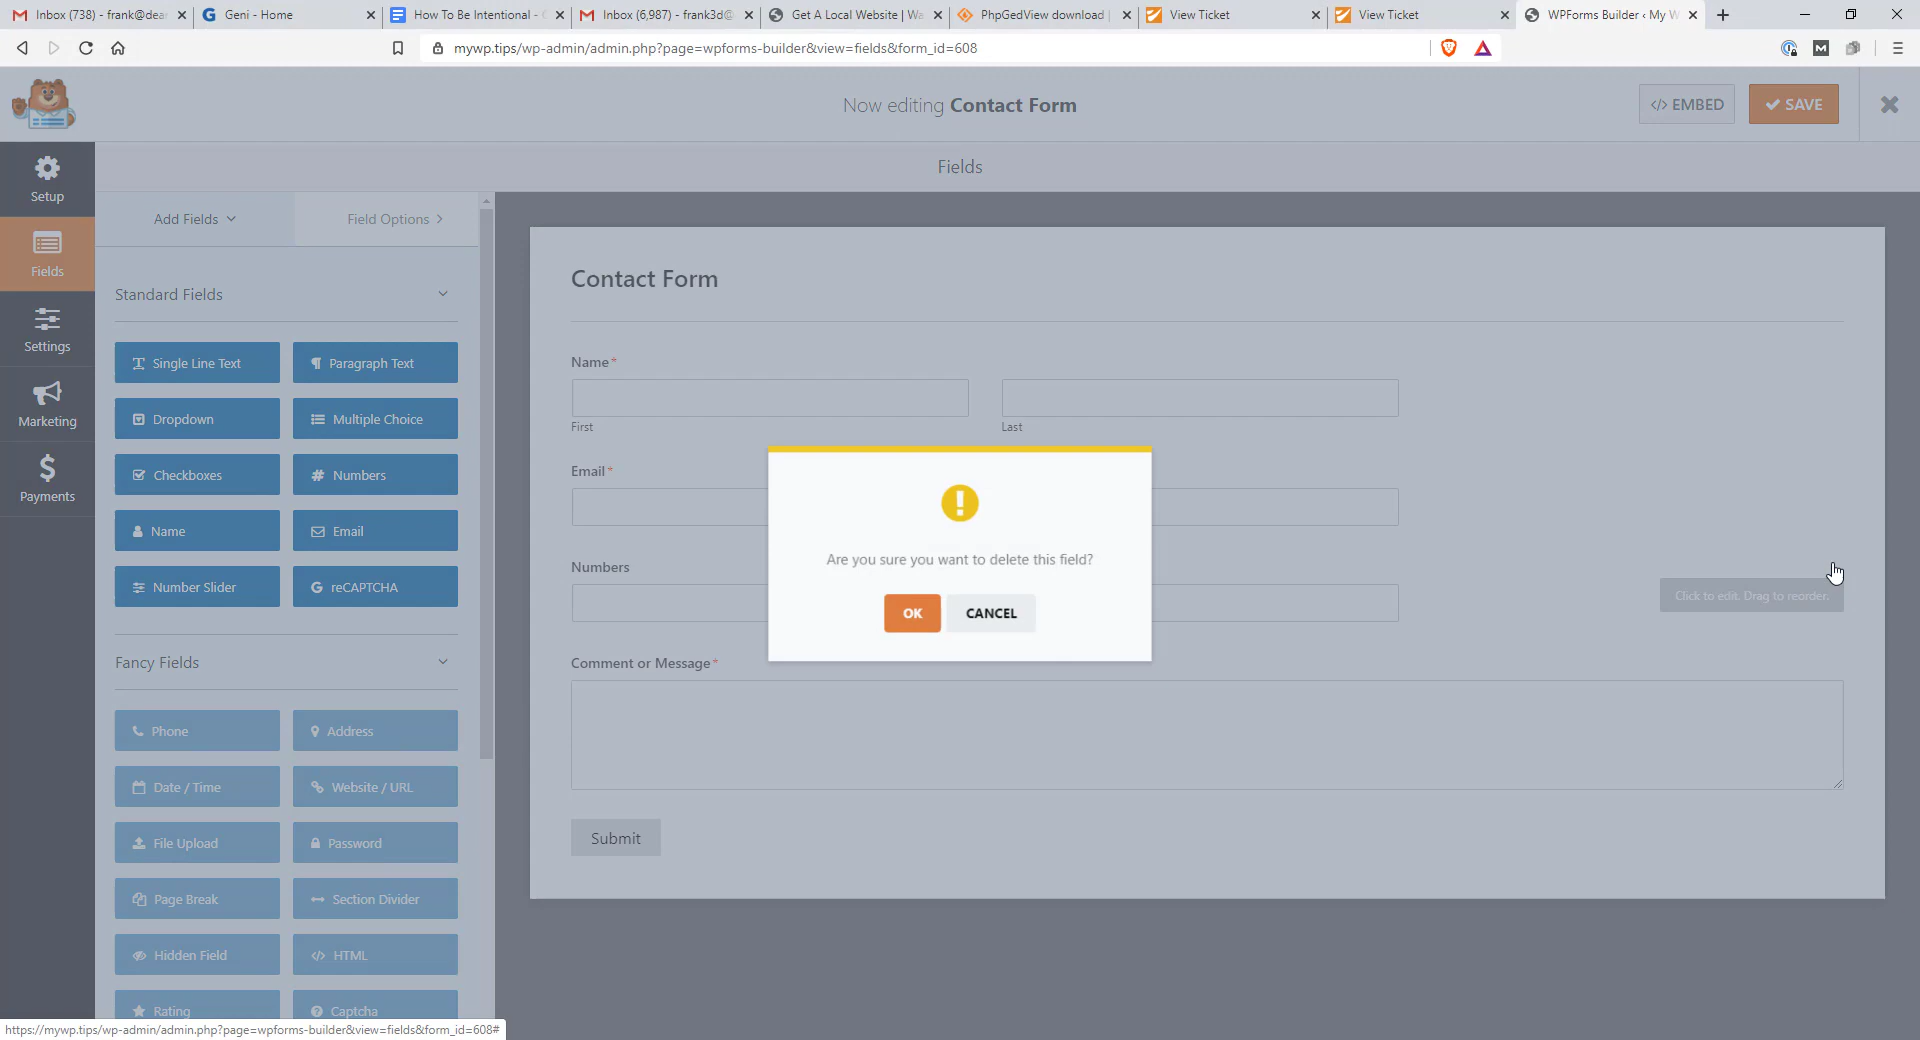 Inbox (738) - frank@dea
Geni - Home
How To Be Intentional -
Inbox (6,987) - frank3d@
Get A Local Website | Wa
PhpGedView download |
View Ticket
View Ticket
WPForms Builder ‹ My W
mywp.tips/wp-admin/admin.php?page=wpforms-builder&view=fields&form_id=608
Now editing Contact Form
</> EMBED
SAVE
Setup
Fields
Settings
Marketing
Payments
Fields
Add Fields
Field Options
Standard Fields
Single Line Text
Paragraph Text
Dropdown
Multiple Choice
Checkboxes
Numbers
Name
Email
Number Slider
reCAPTCHA
Fancy Fields
Phone
Address
Date / Time
Website / URL
File Upload
Password
Page Break
Section Divider
Hidden Field
HTML
Rating
Captcha
Contact Form
Name*
First
Last
Email*
Numbers
Click to edit. Drag to reorder.
Comment or Message*
Submit
Are you sure you want to delete this field?
OK
CANCEL
https://mywp.tips/wp-admin/admin.php?page=wpforms-builder&view=fields&form_id=608#